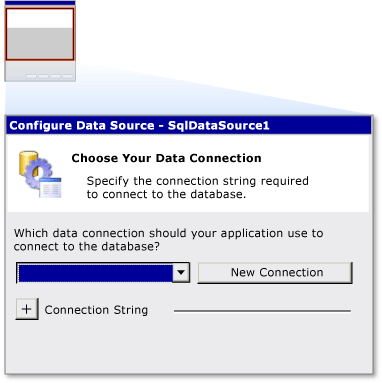 Configure Data Source - SqlDataSource1
Choose Your Data Connection
Specify the connection string required
to connect to the database.
Which data connection should your application use to
connect to the database?
New Connection
+ Connection String